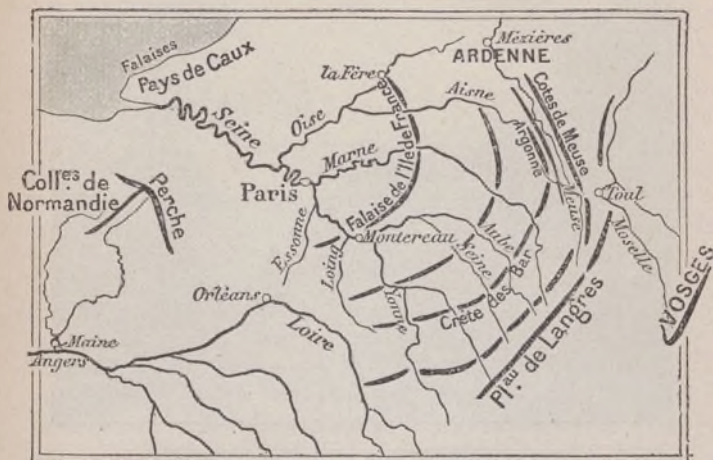 Falaises
Pays de Caux
Seine
Oise
la Fère
Mézières
ARDENNE
Aisne
Argonne
Cotes de Meuse
Meuse
Toul
Moselle
VOSGES
Marne
Falaise de l'Ile de France
Paris
Coll.es de
Normandie
Perche
Essonne
Loing
Montereau
Yonne
Seine
Aube
Crête des Bar
Pl.au de Langres
Orléans
Loire
Maine
Angers